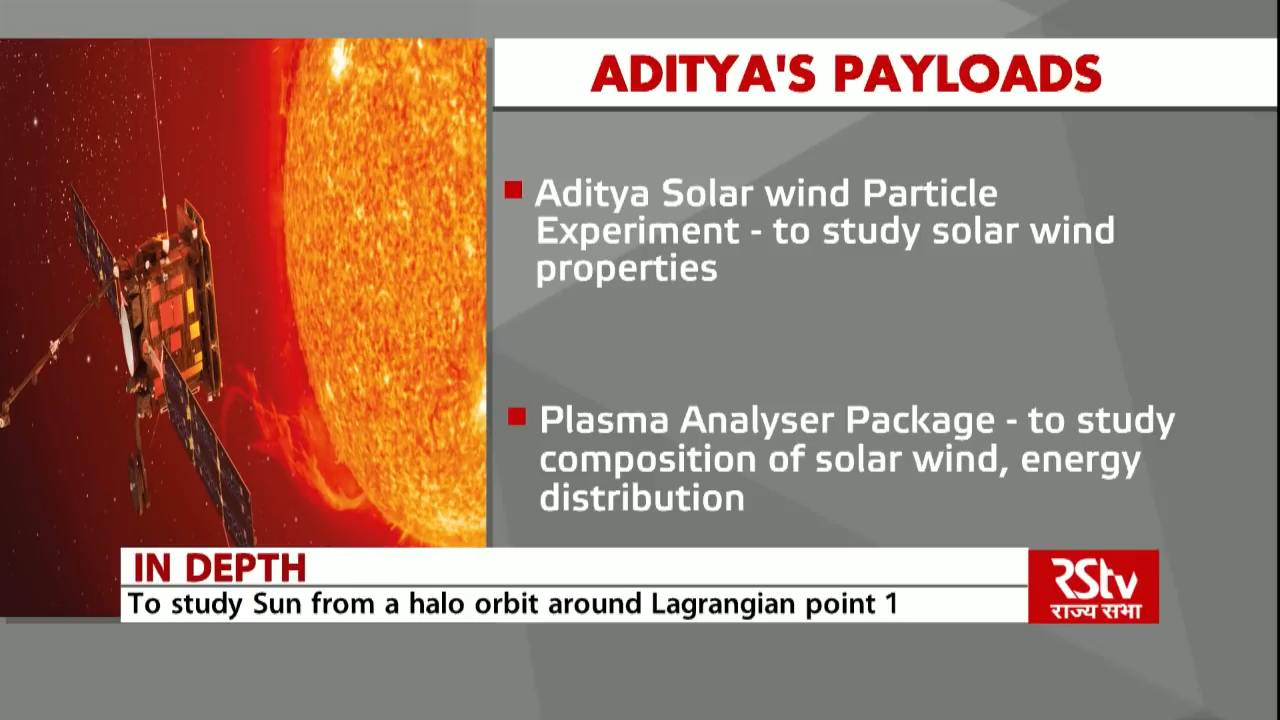 ADITYA'S PAYLOADS
Aditya Solar wind Particle
Experiment - to study solar wind
properties
Plasma Analyser Package - to study
composition of solar wind, energy
distribution
IN DEPTH
To study Sun from a halo orbit around Lagrangian point 1
RStv
राज्य सभा